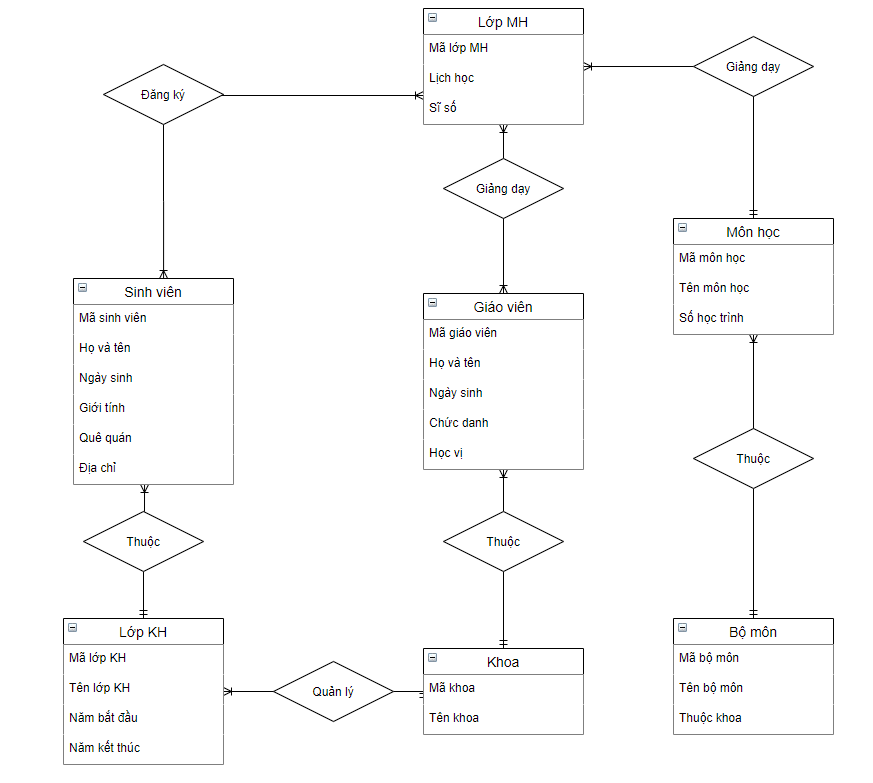 Lớp MH
Mã lớp MH
Lịch học
Sĩ số
Giảng dạy
Đăng ký
Giảng dạy
Môn học
Mã môn học
Tên môn học
Số học trình
Sinh viên
Mã sinh viên
Họ và tên
Ngày sinh
Giới tính
Quê quán
Địa chỉ
Giáo viên
Mã giáo viên
Họ và tên
Ngày sinh
Chức danh
Học vị
Thuộc
Thuộc
Thuộc
Lớp KH
Mã lớp KH
Tên lớp KH
Năm bắt đầu
Năm kết thúc
Quản lý
Khoa
Mã khoa
Tên khoa
Bộ môn
Mã bộ môn
Tên bộ môn
Thuộc khoa